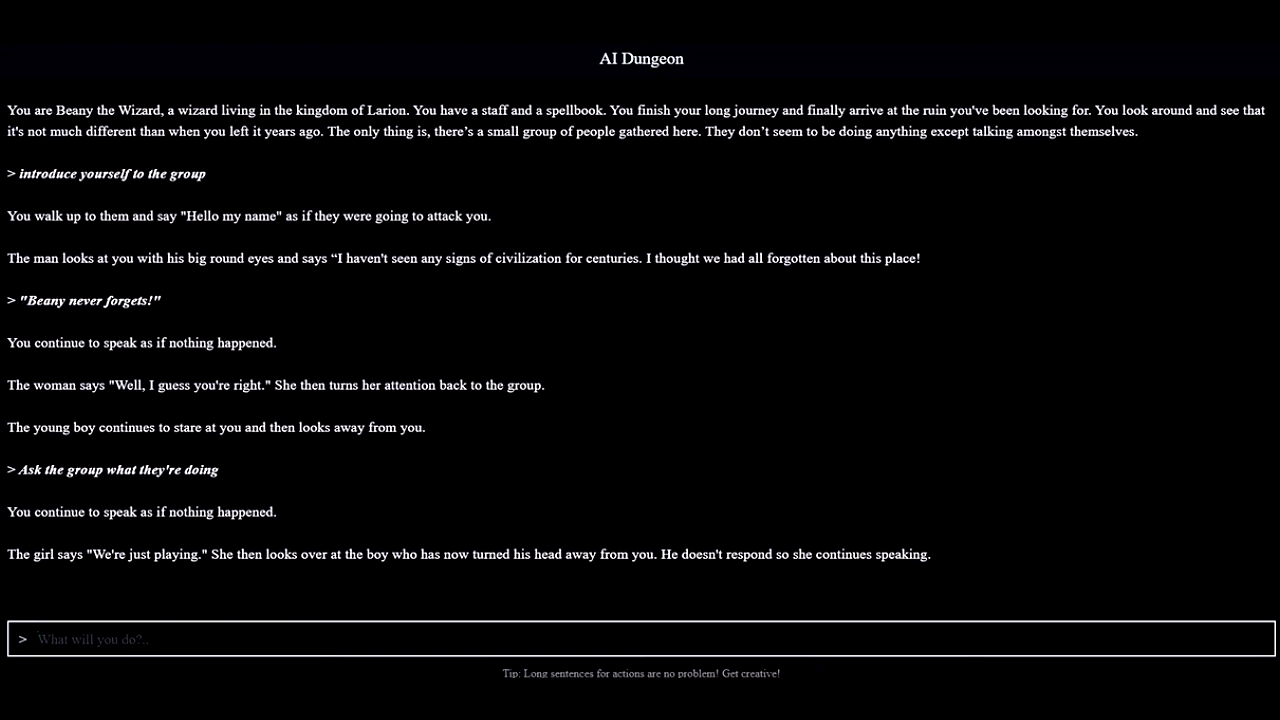 AI Dungeon
You are Beany the Wizard, a wizard living in the kingdom of Larion. You have a staff and a spellbook. You finish your long journey and finally arrive at the ruin you've been looking for. You look around and see that
it's not much different than when you left it years ago. The only thing is, there’s a small group of people gathered here. They don’t seem to be doing anything except talking amongst themselves.
> introduce yourself to the group
You walk up to them and say "Hello my name" as if they were going to attack you.
The man looks at you with his big round eyes and says “I haven't seen any signs of civilization for centuries. I thought we had all forgotten about this place!
> "Beany never forgets!"
You continue to speak as if nothing happened.
The woman says "Well, I guess you're right." She then turns her attention back to the group.
The young boy continues to stare at you and then looks away from you.
> Ask the group what they're doing
You continue to speak as if nothing happened.
The girl says "We're just playing." She then looks over at the boy who has now turned his head away from you. He doesn't respond so she continues speaking.
> What will you do?..
Tip: Long sentences for actions are no problem! Get creative!